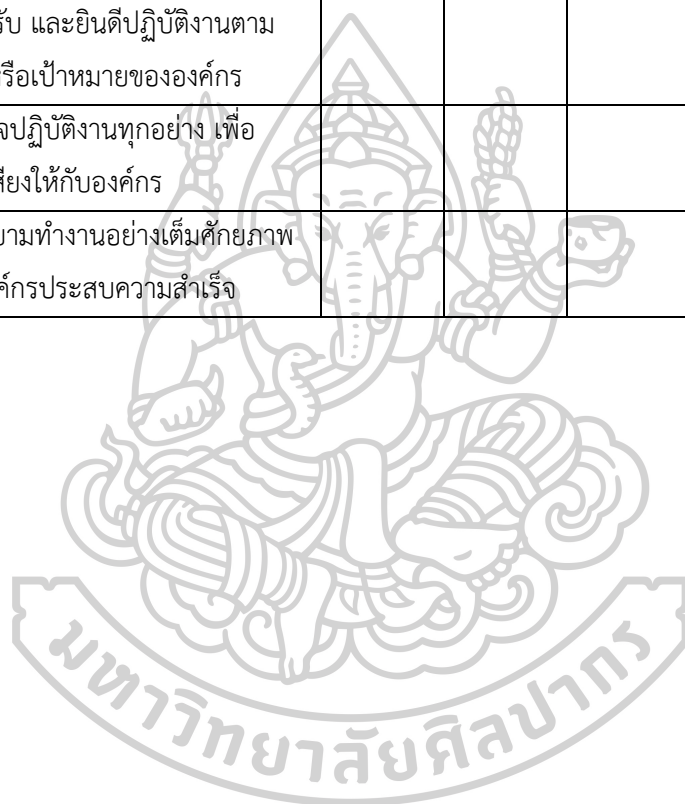 รับ และยินดีปฏิบัติงานตาม
หรือเป้าหมายขององค์กร
จปฏิบัติงานทุกอย่าง เพื่อ
สียงให้กับองค์กร
ยามทำงานอย่างเต็มศักยภาพ
ค์กรประสบความสำเร็จ
มหาวิทยาลัยศิลปากร